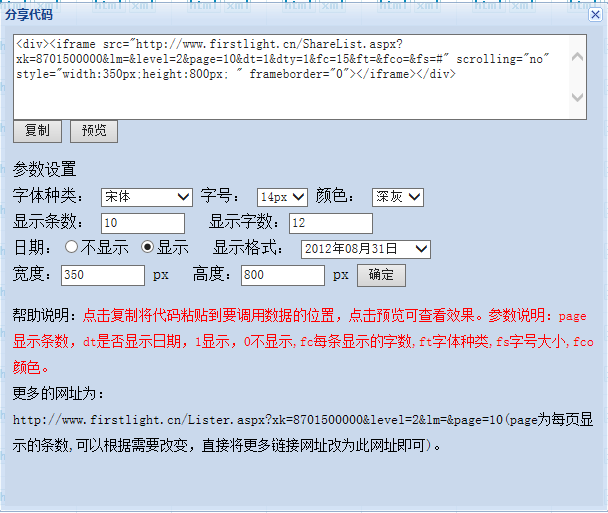 分享代码
<div><iframe src="http://www.firstlight.cn/ShareList.aspx?
xk=8701500000&lm=&level=2&page=10&dt=1&dty=1&fc=15&ft=&fco=&fs=#" scrolling="no"
style="width:350px;height:800px; " frameborder="0"></iframe></div>
复制 预览
参数设置
字体种类： 宋体 字号： 14px 颜色： 深灰
显示条数： 10 显示字数：12
日期： 不显示 显示 显示格式： 2012年08月31日
宽度：350 px 高度：800 px 确定
帮助说明：点击复制将代码粘贴到要调用数据的位置，点击预览可查看效果。参数说明：page
显示条数，dt是否显示日期，1显示，0不显示,fc每条显示的字数,ft字体种类,fs字号大小,fco
颜色。
更多的网址为：
http://www.firstlight.cn/Lister.aspx?xk=8701500000&level=2&lm=&page=10(page为每页显
示的条数,可以根据需要改变，直接将更多链接网址改为此网址即可)。